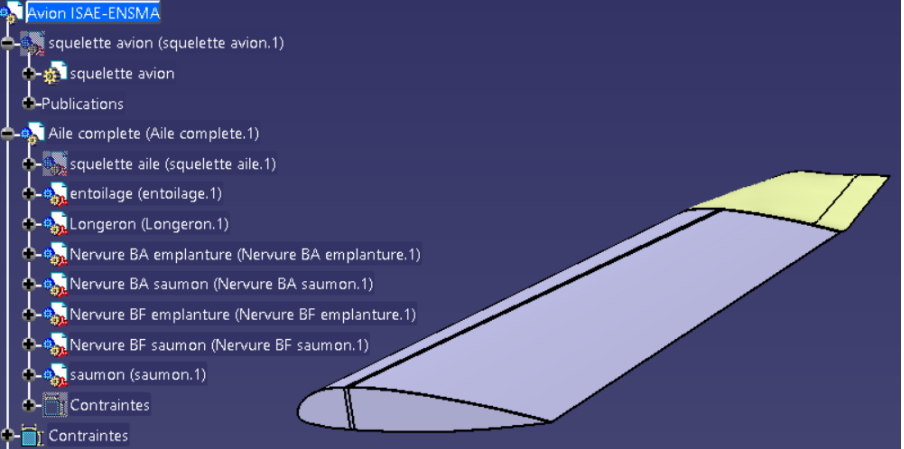 Avion ISAE-ENSMA
squelette avion (squelette avion.1)
squelette avion
Publications
Aile complete (Aile complete.1)
squelette aile (squelette aile.1)
entoilage (entoilage.1)
Longeron (Longeron.1)
Nervure BA emplanture (Nervure BA emplanture.1)
Nervure BA saumon (Nervure BA saumon.1)
Nervure BF emplanture (Nervure BF emplanture.1)
Nervure BF saumon (Nervure BF saumon.1)
saumon (saumon.1)
Contraintes
Contraintes